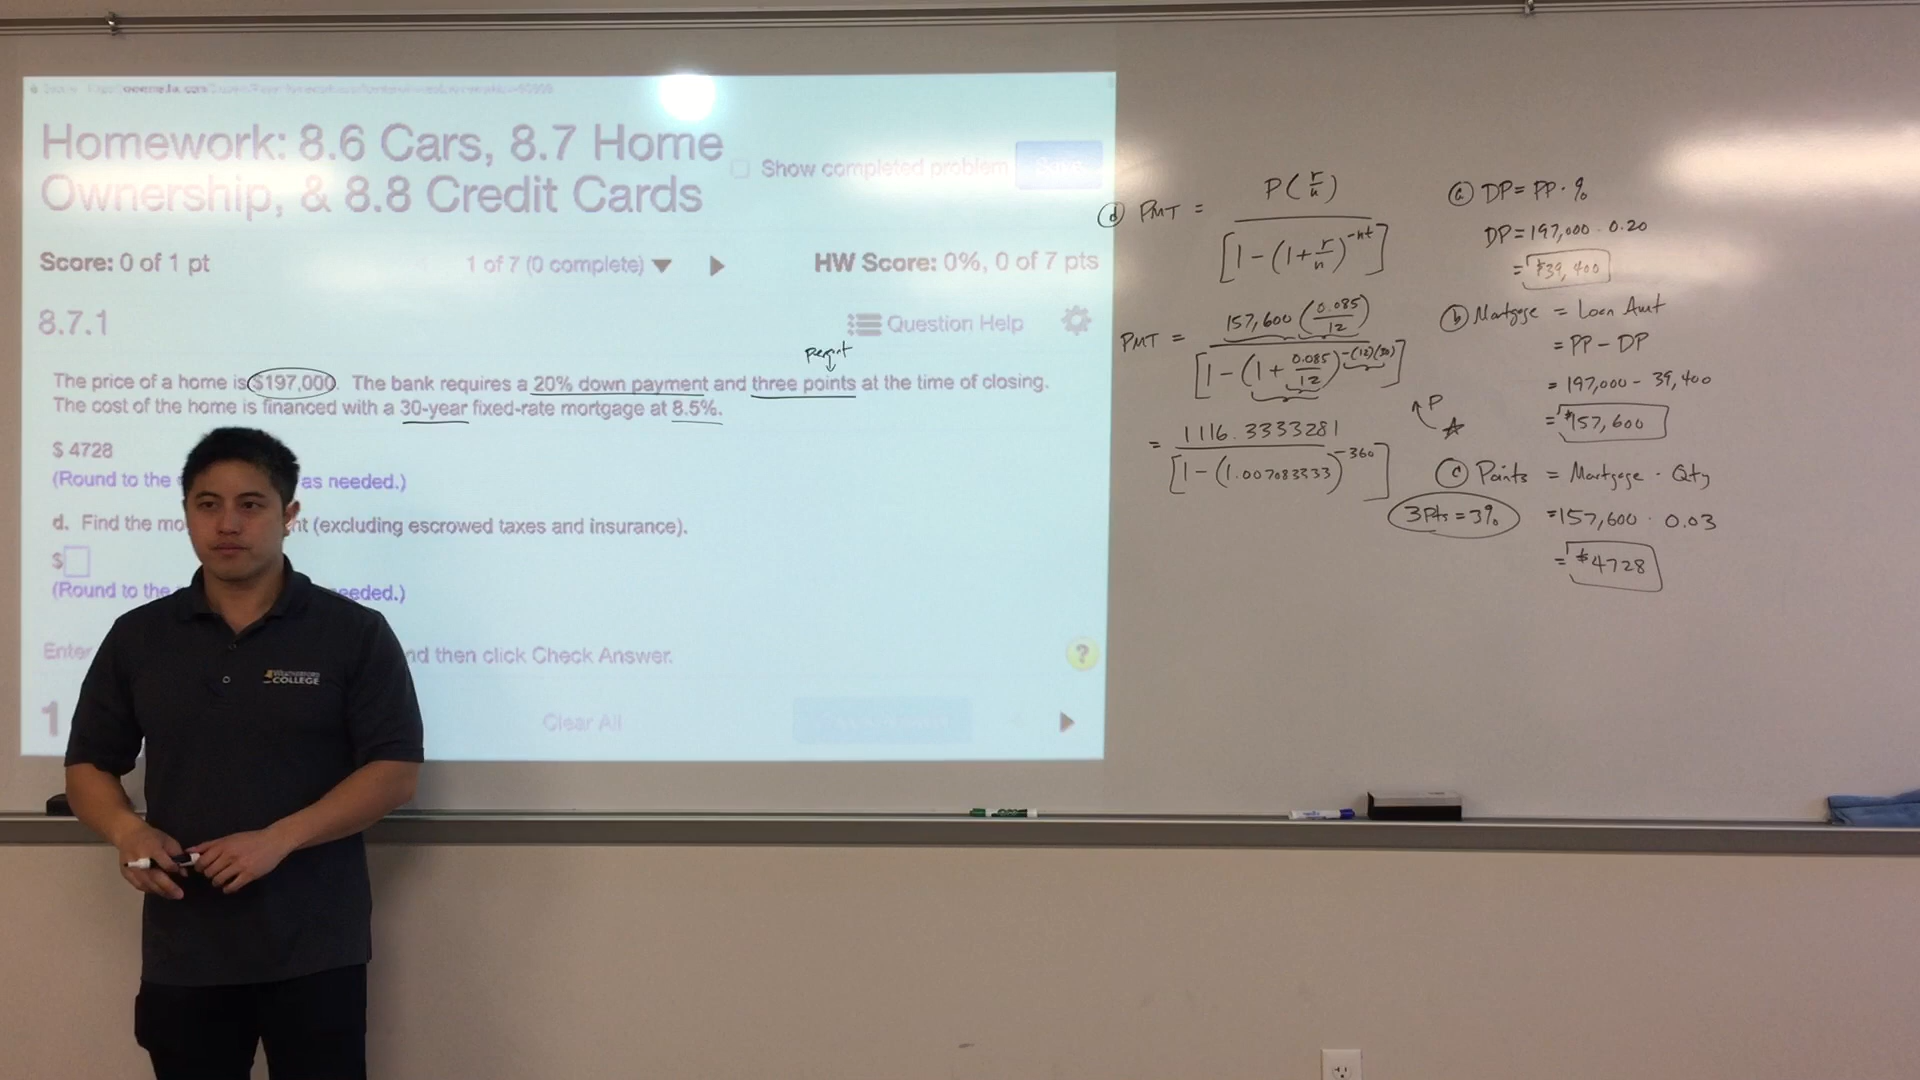 Homework: 8.6 Cars, 8.7 Home
Ownership, & 8.8 Credit Cards
Show completed problem
Save
Score: 0 of 1 pt
1 of 7 (0 complete)
HW Score: 0%, 0 of 7 pts
8.7.1
Question Help
percent
The price of a home is $197,000. The bank requires a 20% down payment and three points at the time of closing.
The cost of the home is financed with a 30-year fixed-rate mortgage at 8.5%.
$ 4728
(Round to the as needed.)
d. Find the mo nt (excluding escrowed taxes and insurance).
$
(Round to the eeded.)
Enter nd then click Check Answer.
?
1
Clear All
COLLEGE
(d) PMT = P(r/n) / [1-(1+r/n)^-nt]
PMT = 157,600(0.085/12) / [1-(1+0.085/12)^-(12)(30)]
= 1116.3333281 / [1-(1.007083333)^-360]
(a) DP = PP · %
DP = 197,000 · 0.20
= $39,400
(b) Mortgage = Loan Amt
= PP - DP
= 197,000 - 39,400
= $157,600
P
(c) Points = Mortgage · Qty
3Pts = 3%
= 157,600 · 0.03
= $4728